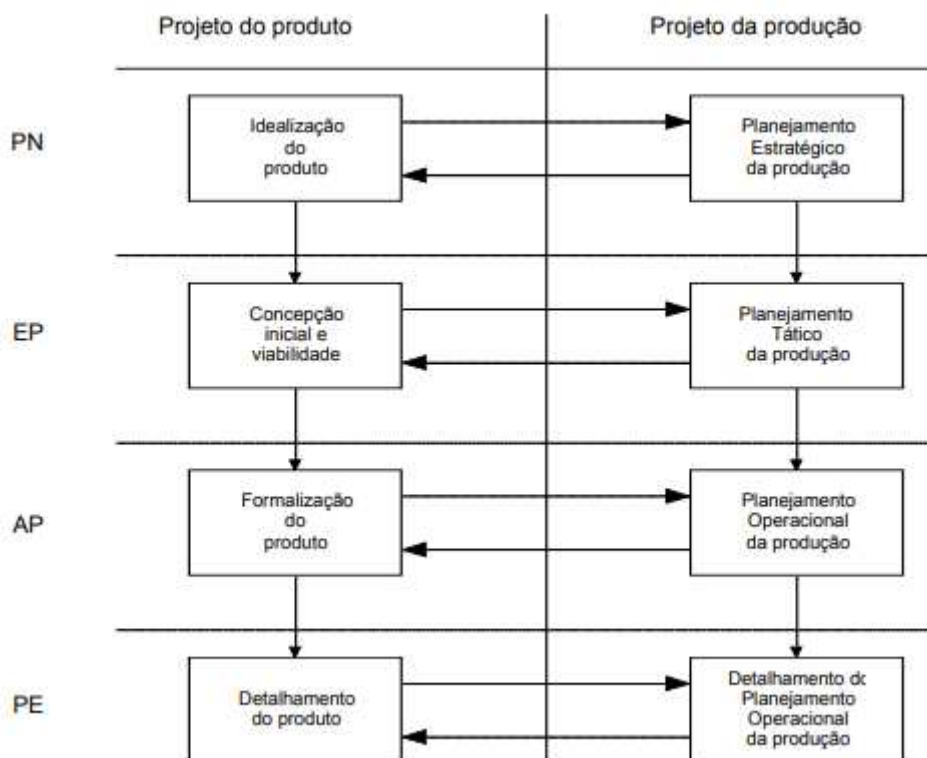 Projeto do produto
Projeto da produção
PN
Idealização
do
produto
Planejamento
Estratégico
da produção
EP
Concepção
inicial e
viabilidade
Planejamento
Tático
da produção
AP
Formalização
do
produto
Planejamento
Operacional
da produção
PE
Detalhamento
do produto
Detalhamento do
Planejamento
Operacional
da produção